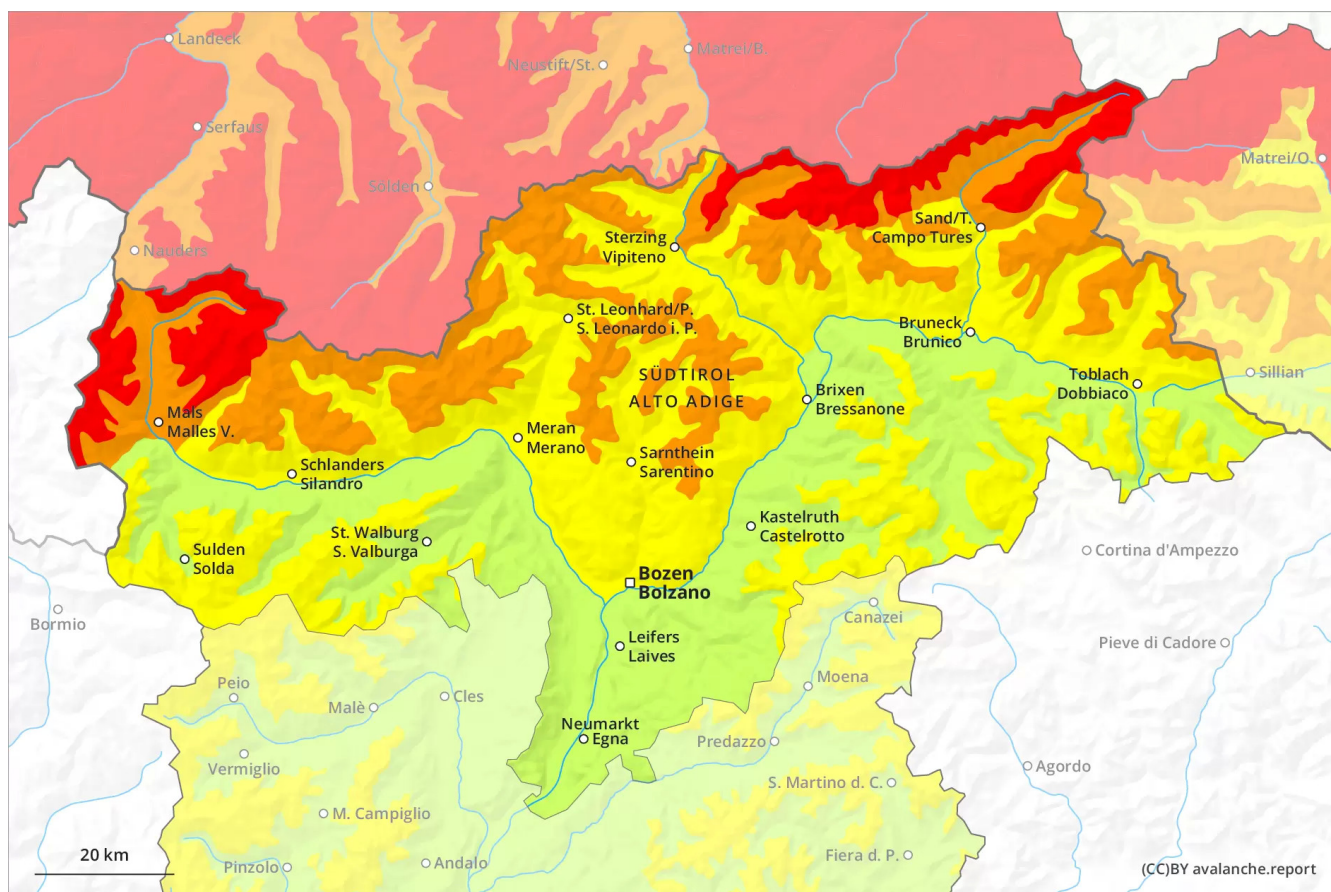 Landeck
Matrei/B.
Neustift/St.
Serfaus
Matrei/O.
Sölden
Sand/T.
Campo Tures
Sterzing
Vipiteno
Nauders
St. Leonhard/P.
S. Leonardo i. P.
Bruneck
Brunico
SÜDTIROL
ALTO ADIGE
Toblach
Dobbiaco
Sillian
Brixen
Bressanone
Mals
Malles V.
Meran
Merano
Sarnthein
Sarentino
Schlanders
Silandro
Kastelruth
Castelrotto
St. Walburg
S. Valburga
Sulden
Solda
Cortina d'Ampezzo
Bozen
Bolzano
Bormio
Canazei
Leifers
Laives
Pieve di Cadore
Peio
Malè
Cles
Moena
Neumarkt
Egna
Predazzo
Vermiglio
Agordo
S. Martino d. C.
M. Campiglio
20 km
Pinzolo
Andalo
Fiera d. P.
(CC)BY avalanche.report